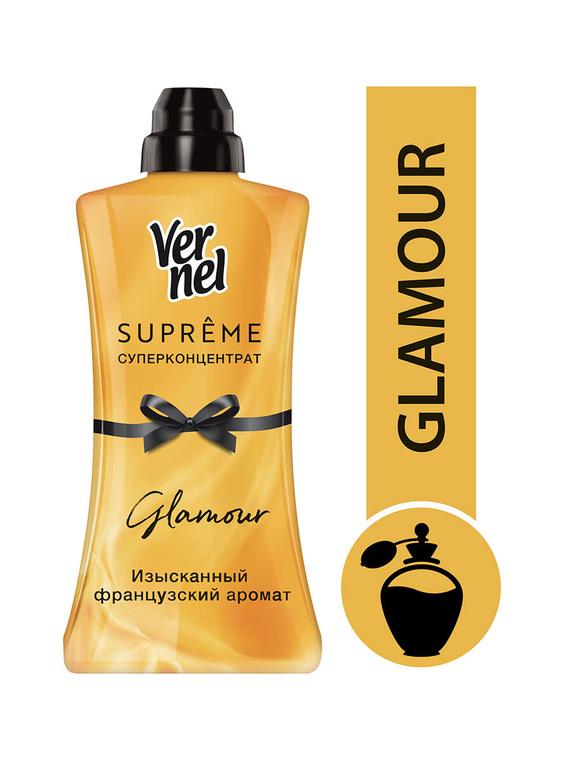 Ver
nel
SUPRÊME
СУПЕРКОНЦЕНТРАТ
Glamour
Изысканный
французский аромат
GLAMOUR